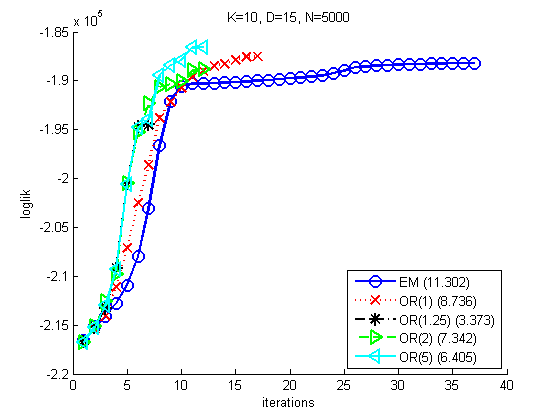 K=10, D=15, N=5000
x 10^5
-1.85
-1.9
-1.95
-2
-2.05
-2.1
-2.15
-2.2
loglik
0 5 10 15 20 25 30 35 40
iterations
EM (11.302)
OR(1) (8.736)
OR(1.25) (3.373)
OR(2) (7.342)
OR(5) (6.405)